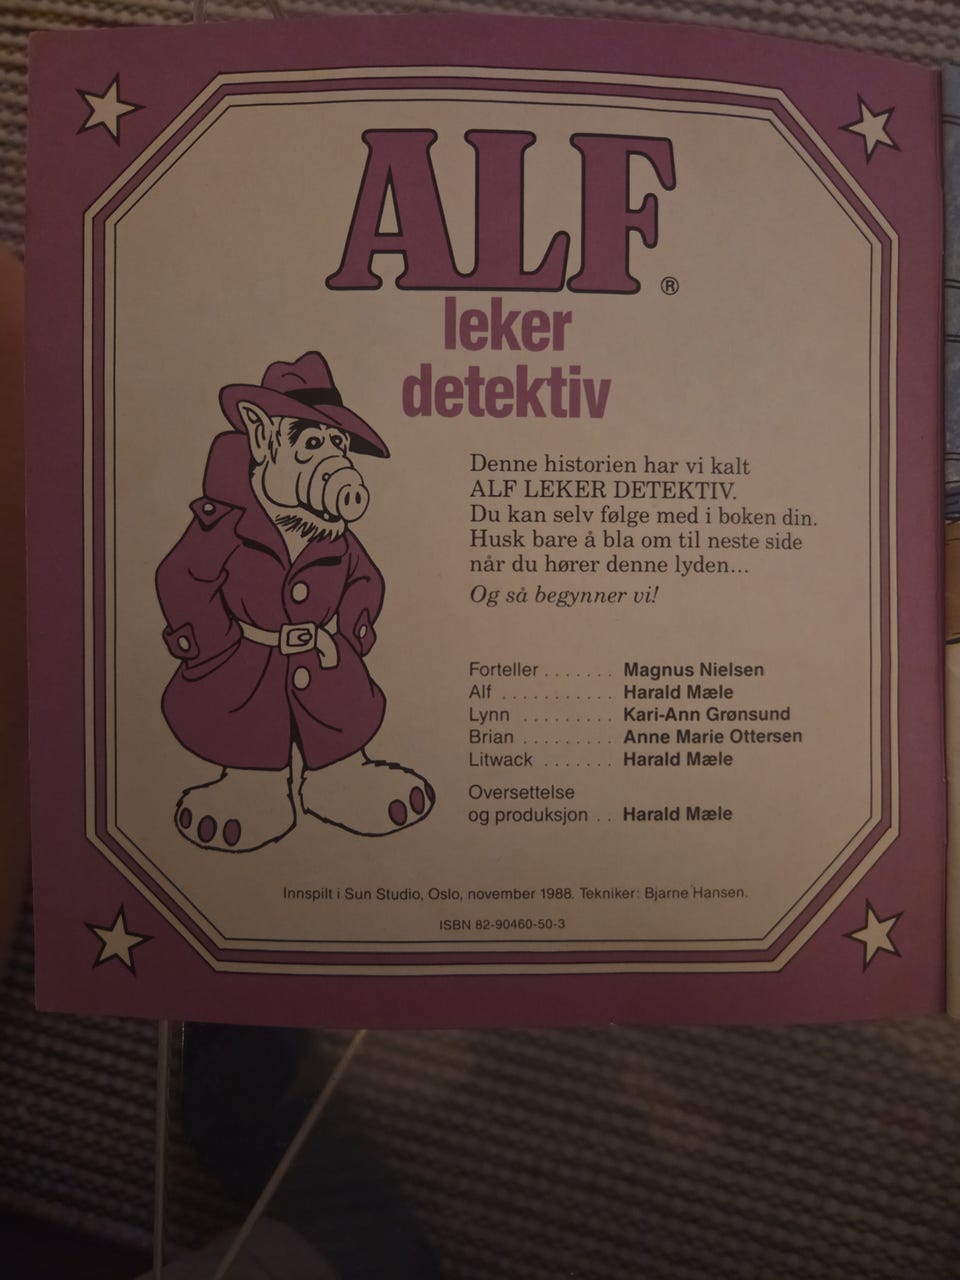 ALF®
leker
detektiv
Denne historien har vi kalt
ALF LEKER DETEKTIV.
Du kan selv følge med i boken din.
Husk bare å bla om til neste side
når du hører denne lyden...
Og så begynner vi!
Forteller . . . . . . . Magnus Nielsen
Alf . . . . . . . . . . . Harald Mæle
Lynn . . . . . . . . . Kari-Ann Grønsund
Brian . . . . . . . . . Anne Marie Ottersen
Litwack . . . . . . . Harald Mæle
Oversettelse
og produksjon . . Harald Mæle
Innspilt i Sun Studio, Oslo, november 1988. Tekniker: Bjarne Hansen.
ISBN 82-90460-50-3